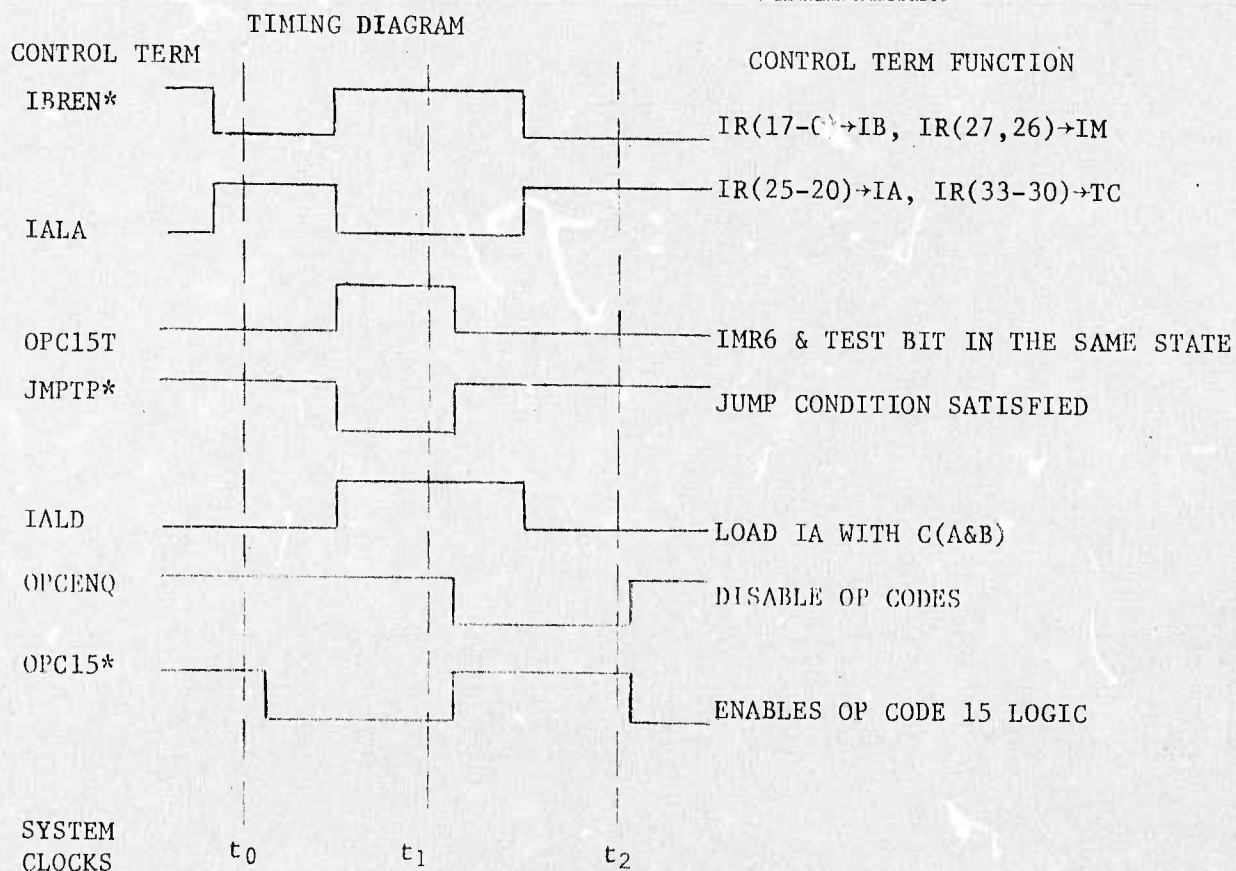 TIMING DIAGRAM
CONTROL TERM
CONTROL TERM FUNCTION
IBREN*
IR(17-0)→IB, IR(27,26)→IM
IALA
IR(25-20)→IA, IR(33-30)→TC
OPC15T
IMR6 & TEST BIT IN THE SAME STATE
JMPTP*
JUMP CONDITION SATISFIED
IALD
LOAD IA WITH C(A&B)
OPCENQ
DISABLE OP CODES
OPC15*
ENABLES OP CODE 15 LOGIC
SYSTEM
CLOCKS
t0 t1 t2